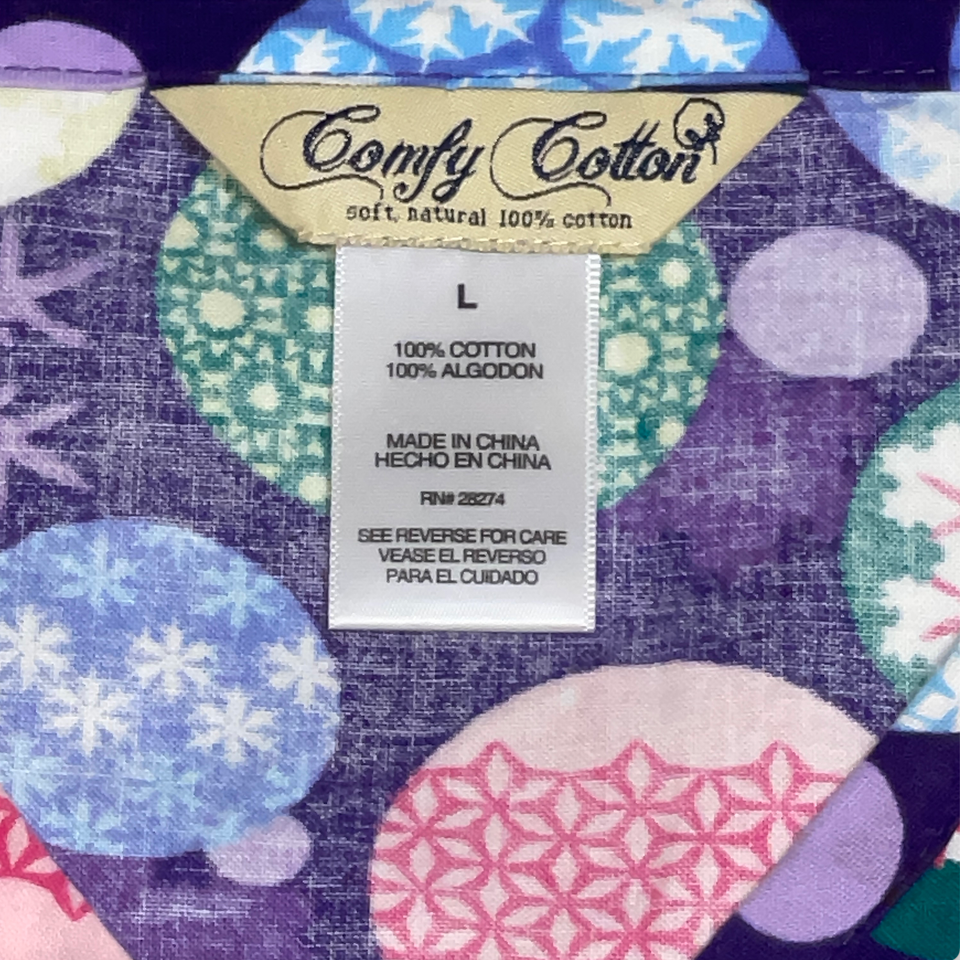 Comfy Cotton
soft, natural 100% cotton
L
100% COTTON
100% ALGODON
MADE IN CHINA
HECHO EN CHINA
RN# 28274
SEE REVERSE FOR CARE
VEASE EL REVERSO
PARA EL CUIDADO